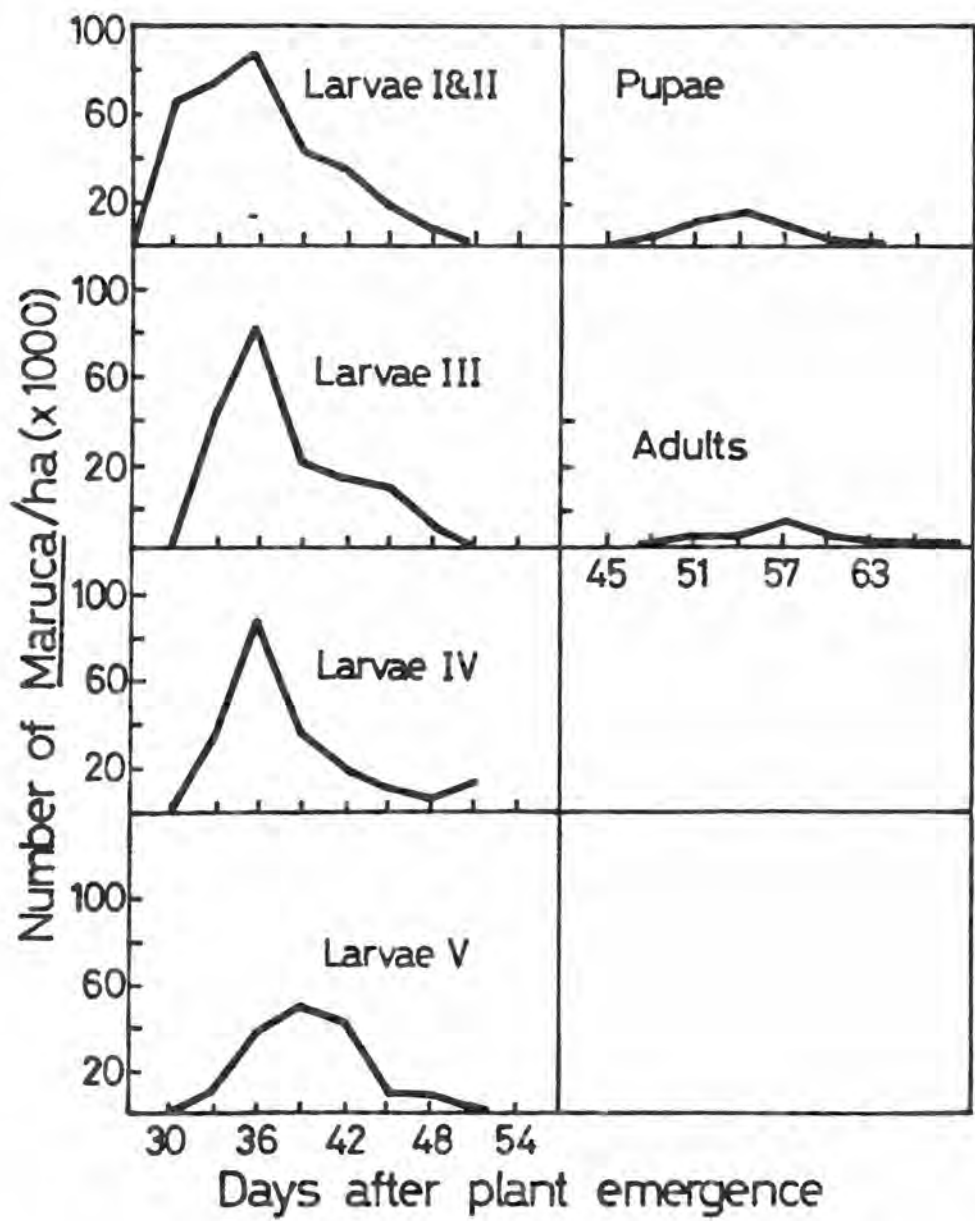 Number of Maruca/ha (x 1000)
100
60
20
Larvae I&II
Pupae
100
60
20
Larvae III
Adults
45 51 57 63
100
60
20
Larvae IV
100
60
20
Larvae V
30 36 42 48 54
Days after plant emergence